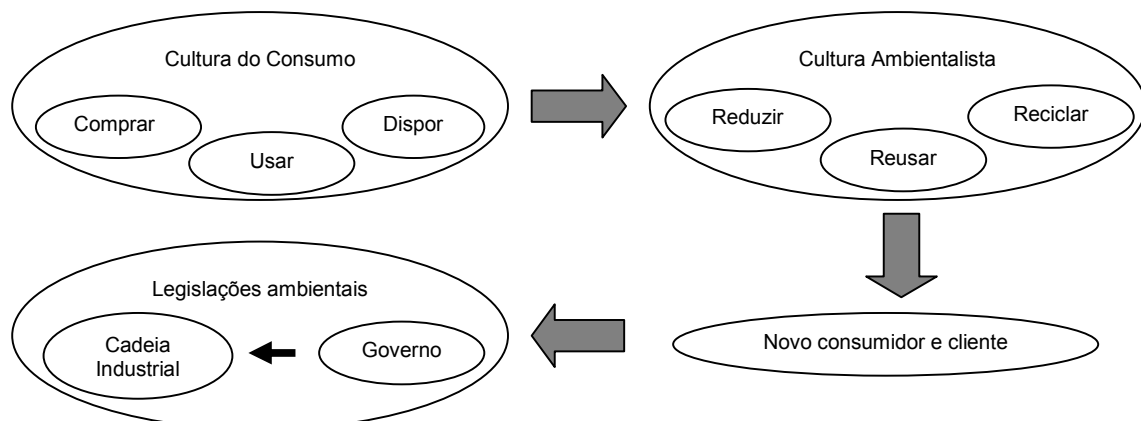 Cultura do Consumo
Comprar
Usar
Dispor
Cultura Ambientalista
Reduzir
Reusar
Reciclar
Novo consumidor e cliente
Legislações ambientais
Governo
Cadeia
Industrial